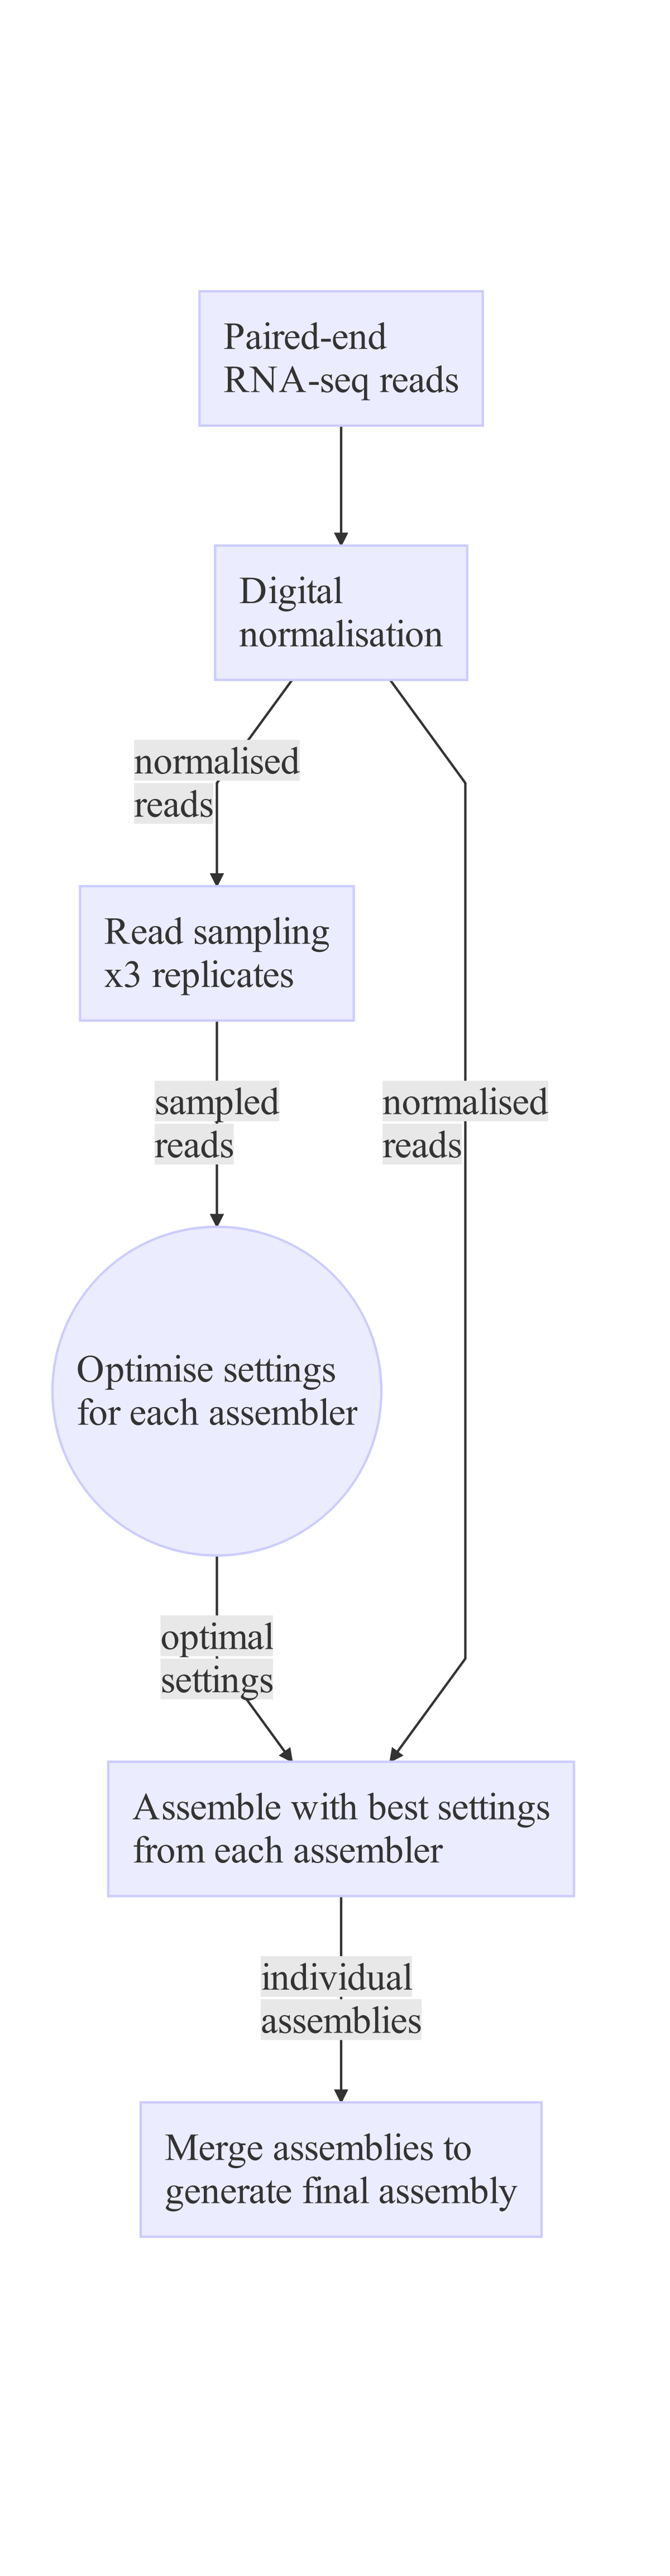 Paired-end
RNA-seq reads
Digital
normalisation
normalised
reads
Read sampling
x3 replicates
sampled
reads
normalised
reads
Optimise settings
for each assembler
optimal
settings
Assemble with best settings
from each assembler
individual
assemblies
Merge assemblies to
generate final assembly